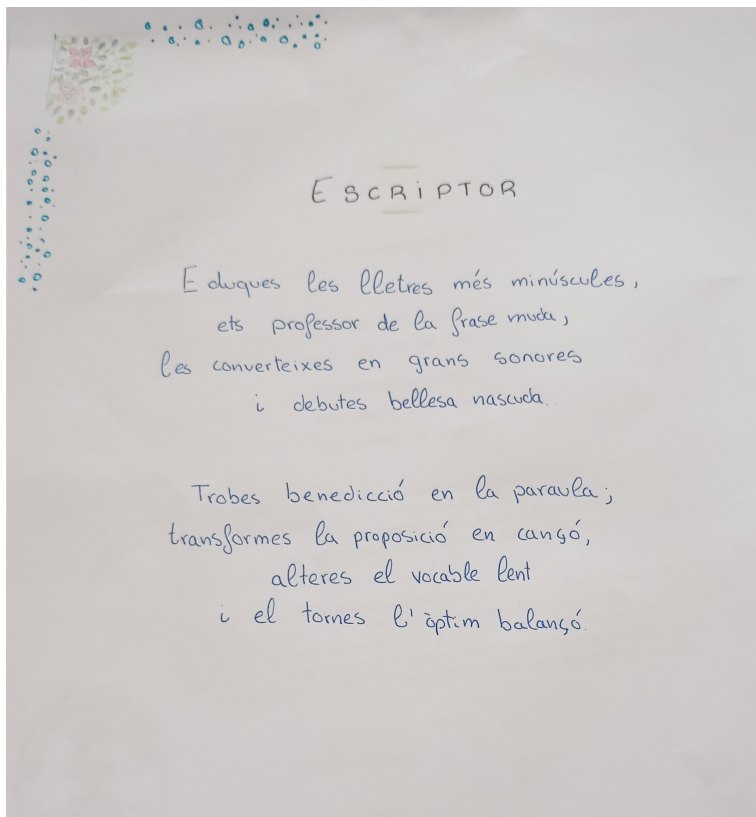 ESCRiPTOR
Eduques les lletres més minúscules,
ets professor de la frase muda,
les converteixes en grans sonores
i debutes bellesa nascuda.
Trobes benedicció en la paraula;
transformes la proposició en cançó,
alteres el vocable lent
i el tornes l'òptim balançó.